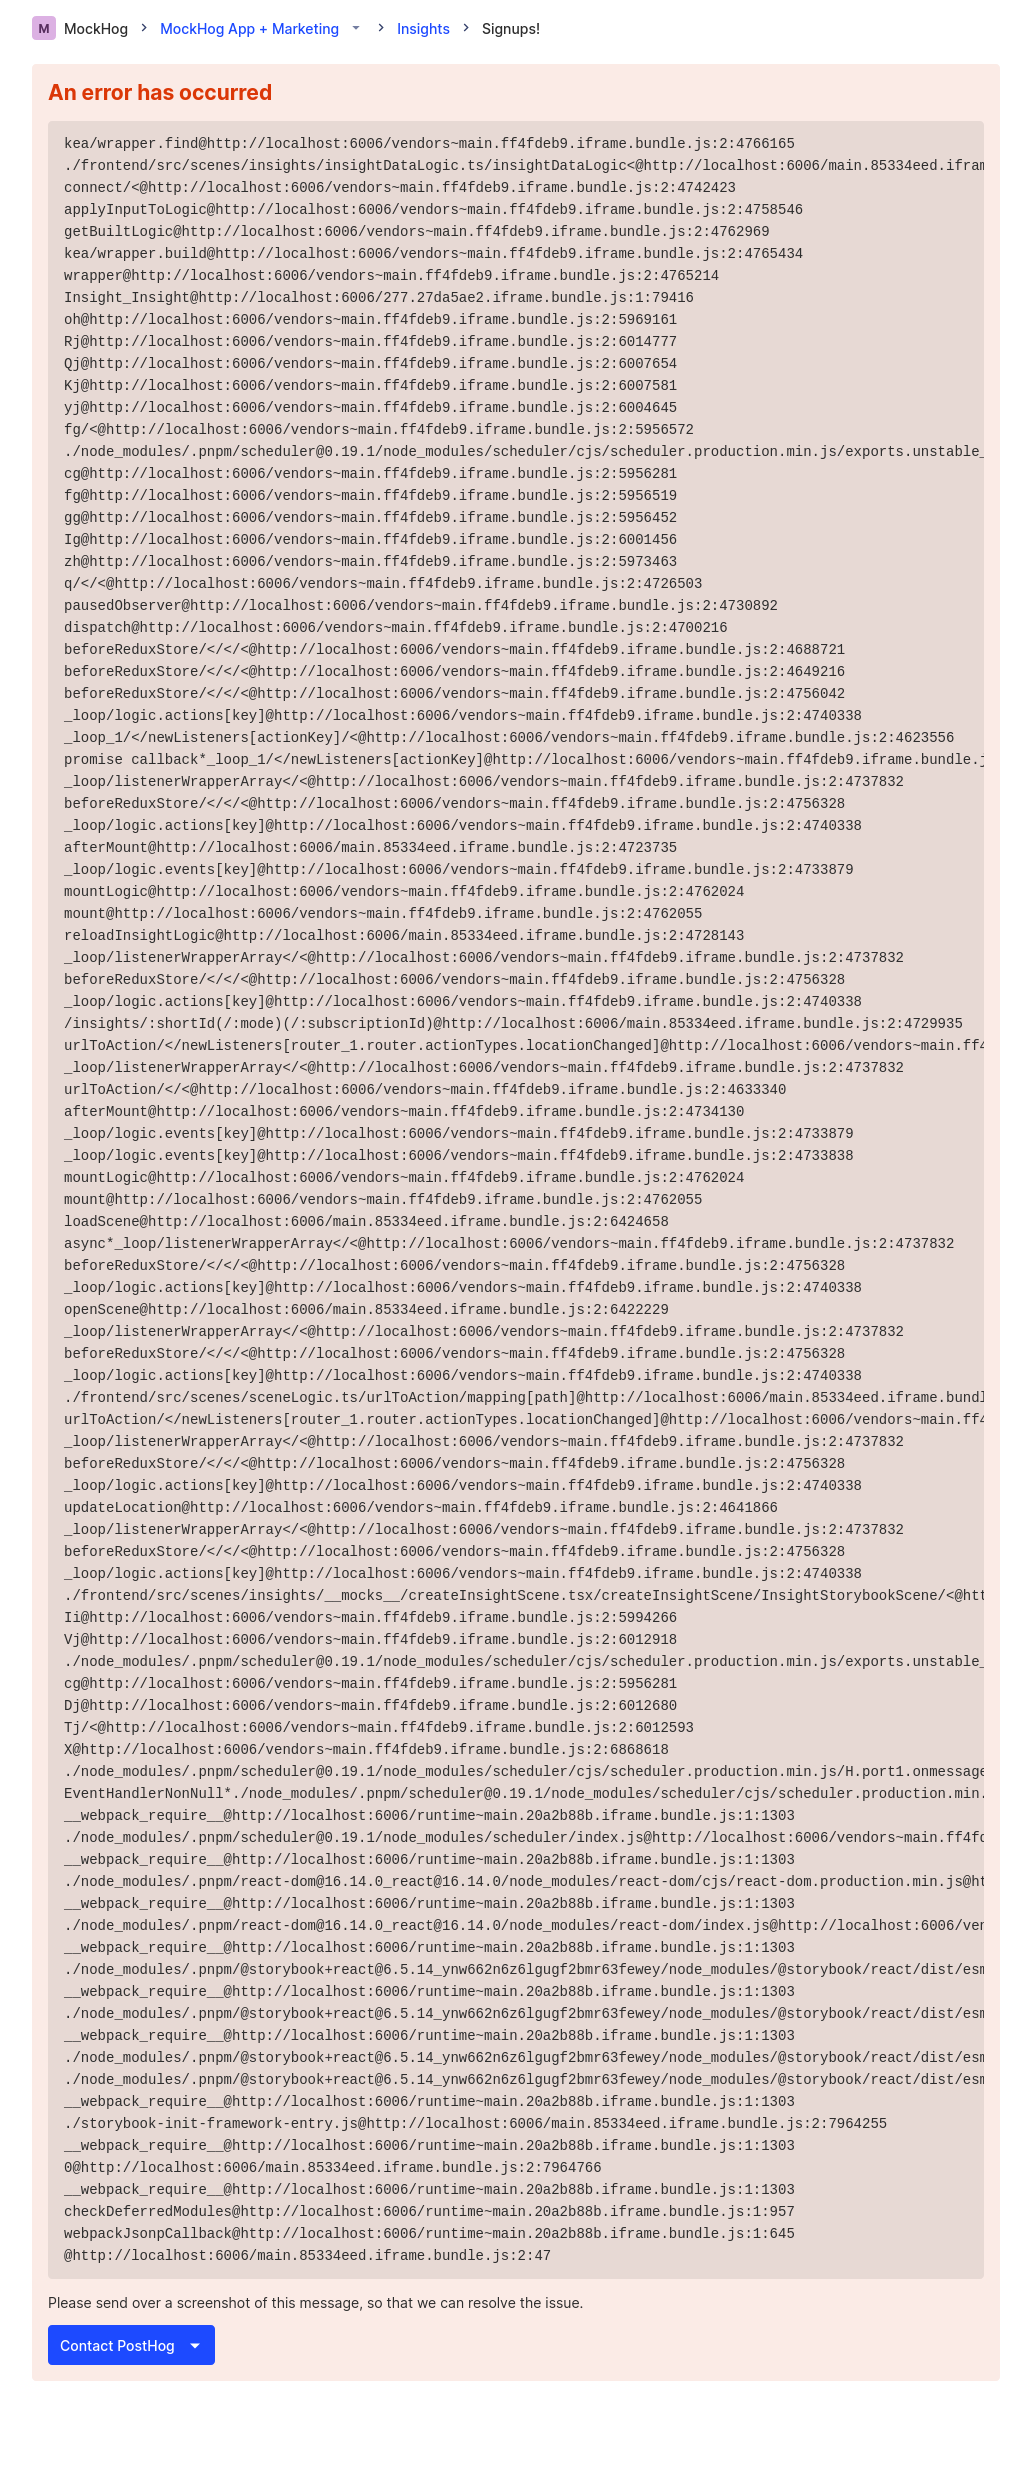 M MockHog > MockHog App + Marketing > Insights > Signups!
An error has occurred
kea/wrapper.find@http://localhost:6006/vendors~main.ff4fdeb9.iframe.bundle.js:2:4766165
./frontend/src/scenes/insights/insightDataLogic.ts/insightDataLogic<@http://localhost:6006/main.85334eed.ifram
connect/<@http://localhost:6006/vendors~main.ff4fdeb9.iframe.bundle.js:2:4742423
applyInputToLogic@http://localhost:6006/vendors~main.ff4fdeb9.iframe.bundle.js:2:4758546
getBuiltLogic@http://localhost:6006/vendors~main.ff4fdeb9.iframe.bundle.js:2:4762969
kea/wrapper.build@http://localhost:6006/vendors~main.ff4fdeb9.iframe.bundle.js:2:4765434
wrapper@http://localhost:6006/vendors~main.ff4fdeb9.iframe.bundle.js:2:4765214
Insight_Insight@http://localhost:6006/277.27da5ae2.iframe.bundle.js:1:79416
oh@http://localhost:6006/vendors~main.ff4fdeb9.iframe.bundle.js:2:5969161
Rj@http://localhost:6006/vendors~main.ff4fdeb9.iframe.bundle.js:2:6014777
Qj@http://localhost:6006/vendors~main.ff4fdeb9.iframe.bundle.js:2:6007654
Kj@http://localhost:6006/vendors~main.ff4fdeb9.iframe.bundle.js:2:6007581
yj@http://localhost:6006/vendors~main.ff4fdeb9.iframe.bundle.js:2:6004645
fg/<@http://localhost:6006/vendors~main.ff4fdeb9.iframe.bundle.js:2:5956572
./node_modules/.pnpm/scheduler@0.19.1/node_modules/scheduler/cjs/scheduler.production.min.js/exports.unstable_
cg@http://localhost:6006/vendors~main.ff4fdeb9.iframe.bundle.js:2:5956281
fg@http://localhost:6006/vendors~main.ff4fdeb9.iframe.bundle.js:2:5956519
gg@http://localhost:6006/vendors~main.ff4fdeb9.iframe.bundle.js:2:5956452
Ig@http://localhost:6006/vendors~main.ff4fdeb9.iframe.bundle.js:2:6001456
zh@http://localhost:6006/vendors~main.ff4fdeb9.iframe.bundle.js:2:5973463
q/</<@http://localhost:6006/vendors~main.ff4fdeb9.iframe.bundle.js:2:4726503
pausedObserver@http://localhost:6006/vendors~main.ff4fdeb9.iframe.bundle.js:2:4730892
dispatch@http://localhost:6006/vendors~main.ff4fdeb9.iframe.bundle.js:2:4700216
beforeReduxStore/</</<@http://localhost:6006/vendors~main.ff4fdeb9.iframe.bundle.js:2:4688721
beforeReduxStore/</</<@http://localhost:6006/vendors~main.ff4fdeb9.iframe.bundle.js:2:4649216
beforeReduxStore/</</<@http://localhost:6006/vendors~main.ff4fdeb9.iframe.bundle.js:2:4756042
_loop/logic.actions[key]@http://localhost:6006/vendors~main.ff4fdeb9.iframe.bundle.js:2:4740338
_loop_1/</newListeners[actionKey]/<@http://localhost:6006/vendors~main.ff4fdeb9.iframe.bundle.js:2:4623556
promise callback*_loop_1/</newListeners[actionKey]@http://localhost:6006/vendors~main.ff4fdeb9.iframe.bundle.j
_loop/listenerWrapperArray</<@http://localhost:6006/vendors~main.ff4fdeb9.iframe.bundle.js:2:4737832
beforeReduxStore/</</<@http://localhost:6006/vendors~main.ff4fdeb9.iframe.bundle.js:2:4756328
_loop/logic.actions[key]@http://localhost:6006/vendors~main.ff4fdeb9.iframe.bundle.js:2:4740338
afterMount@http://localhost:6006/main.85334eed.iframe.bundle.js:2:4723735
_loop/logic.events[key]@http://localhost:6006/vendors~main.ff4fdeb9.iframe.bundle.js:2:4733879
mountLogic@http://localhost:6006/vendors~main.ff4fdeb9.iframe.bundle.js:2:4762024
mount@http://localhost:6006/vendors~main.ff4fdeb9.iframe.bundle.js:2:4762055
reloadInsightLogic@http://localhost:6006/main.85334eed.iframe.bundle.js:2:4728143
_loop/listenerWrapperArray</<@http://localhost:6006/vendors~main.ff4fdeb9.iframe.bundle.js:2:4737832
beforeReduxStore/</</<@http://localhost:6006/vendors~main.ff4fdeb9.iframe.bundle.js:2:4756328
_loop/logic.actions[key]@http://localhost:6006/vendors~main.ff4fdeb9.iframe.bundle.js:2:4740338
/insights/:shortId(/:mode)(/:subscriptionId)@http://localhost:6006/main.85334eed.iframe.bundle.js:2:4729935
urlToAction/</newListeners[router_1.router.actionTypes.locationChanged]@http://localhost:6006/vendors~main.ff4
_loop/listenerWrapperArray</<@http://localhost:6006/vendors~main.ff4fdeb9.iframe.bundle.js:2:4737832
urlToAction/</<@http://localhost:6006/vendors~main.ff4fdeb9.iframe.bundle.js:2:4633340
afterMount@http://localhost:6006/vendors~main.ff4fdeb9.iframe.bundle.js:2:4734130
_loop/logic.events[key]@http://localhost:6006/vendors~main.ff4fdeb9.iframe.bundle.js:2:4733879
_loop/logic.events[key]@http://localhost:6006/vendors~main.ff4fdeb9.iframe.bundle.js:2:4733838
mountLogic@http://localhost:6006/vendors~main.ff4fdeb9.iframe.bundle.js:2:4762024
mount@http://localhost:6006/vendors~main.ff4fdeb9.iframe.bundle.js:2:4762055
loadScene@http://localhost:6006/main.85334eed.iframe.bundle.js:2:6424658
async*_loop/listenerWrapperArray</<@http://localhost:6006/vendors~main.ff4fdeb9.iframe.bundle.js:2:4737832
beforeReduxStore/</</<@http://localhost:6006/vendors~main.ff4fdeb9.iframe.bundle.js:2:4756328
_loop/logic.actions[key]@http://localhost:6006/vendors~main.ff4fdeb9.iframe.bundle.js:2:4740338
openScene@http://localhost:6006/main.85334eed.iframe.bundle.js:2:6422229
_loop/listenerWrapperArray</<@http://localhost:6006/vendors~main.ff4fdeb9.iframe.bundle.js:2:4737832
beforeReduxStore/</</<@http://localhost:6006/vendors~main.ff4fdeb9.iframe.bundle.js:2:4756328
_loop/logic.actions[key]@http://localhost:6006/vendors~main.ff4fdeb9.iframe.bundle.js:2:4740338
./frontend/src/scenes/sceneLogic.ts/urlToAction/mapping[path]@http://localhost:6006/main.85334eed.iframe.bundl
urlToAction/</newListeners[router_1.router.actionTypes.locationChanged]@http://localhost:6006/vendors~main.ff4
_loop/listenerWrapperArray</<@http://localhost:6006/vendors~main.ff4fdeb9.iframe.bundle.js:2:4737832
beforeReduxStore/</</<@http://localhost:6006/vendors~main.ff4fdeb9.iframe.bundle.js:2:4756328
_loop/logic.actions[key]@http://localhost:6006/vendors~main.ff4fdeb9.iframe.bundle.js:2:4740338
updateLocation@http://localhost:6006/vendors~main.ff4fdeb9.iframe.bundle.js:2:4641866
_loop/listenerWrapperArray</<@http://localhost:6006/vendors~main.ff4fdeb9.iframe.bundle.js:2:4737832
beforeReduxStore/</</<@http://localhost:6006/vendors~main.ff4fdeb9.iframe.bundle.js:2:4756328
_loop/logic.actions[key]@http://localhost:6006/vendors~main.ff4fdeb9.iframe.bundle.js:2:4740338
./frontend/src/scenes/insights/__mocks__/createInsightScene.tsx/createInsightScene/InsightStorybookScene/<@htt
Ii@http://localhost:6006/vendors~main.ff4fdeb9.iframe.bundle.js:2:5994266
Vj@http://localhost:6006/vendors~main.ff4fdeb9.iframe.bundle.js:2:6012918
./node_modules/.pnpm/scheduler@0.19.1/node_modules/scheduler/cjs/scheduler.production.min.js/exports.unstable_
cg@http://localhost:6006/vendors~main.ff4fdeb9.iframe.bundle.js:2:5956281
Dj@http://localhost:6006/vendors~main.ff4fdeb9.iframe.bundle.js:2:6012680
Tj/<@http://localhost:6006/vendors~main.ff4fdeb9.iframe.bundle.js:2:6012593
X@http://localhost:6006/vendors~main.ff4fdeb9.iframe.bundle.js:2:6868618
./node_modules/.pnpm/scheduler@0.19.1/node_modules/scheduler/cjs/scheduler.production.min.js/H.port1.onmessage
EventHandlerNonNull*./node_modules/.pnpm/scheduler@0.19.1/node_modules/scheduler/cjs/scheduler.production.min.
__webpack_require__@http://localhost:6006/runtime~main.20a2b88b.iframe.bundle.js:1:1303
./node_modules/.pnpm/scheduler@0.19.1/node_modules/scheduler/index.js@http://localhost:6006/vendors~main.ff4fd
__webpack_require__@http://localhost:6006/runtime~main.20a2b88b.iframe.bundle.js:1:1303
./node_modules/.pnpm/react-dom@16.14.0_react@16.14.0/node_modules/react-dom/cjs/react-dom.production.min.js@ht
__webpack_require__@http://localhost:6006/runtime~main.20a2b88b.iframe.bundle.js:1:1303
./node_modules/.pnpm/react-dom@16.14.0_react@16.14.0/node_modules/react-dom/index.js@http://localhost:6006/ven
__webpack_require__@http://localhost:6006/runtime~main.20a2b88b.iframe.bundle.js:1:1303
./node_modules/.pnpm/@storybook+react@6.5.14_ynw662n6z6lgugf2bmr63fewey/node_modules/@storybook/react/dist/esm
__webpack_require__@http://localhost:6006/runtime~main.20a2b88b.iframe.bundle.js:1:1303
./node_modules/.pnpm/@storybook+react@6.5.14_ynw662n6z6lgugf2bmr63fewey/node_modules/@storybook/react/dist/esm
__webpack_require__@http://localhost:6006/runtime~main.20a2b88b.iframe.bundle.js:1:1303
./node_modules/.pnpm/@storybook+react@6.5.14_ynw662n6z6lgugf2bmr63fewey/node_modules/@storybook/react/dist/esm
./node_modules/.pnpm/@storybook+react@6.5.14_ynw662n6z6lgugf2bmr63fewey/node_modules/@storybook/react/dist/esm
__webpack_require__@http://localhost:6006/runtime~main.20a2b88b.iframe.bundle.js:1:1303
./storybook-init-framework-entry.js@http://localhost:6006/main.85334eed.iframe.bundle.js:2:7964255
__webpack_require__@http://localhost:6006/runtime~main.20a2b88b.iframe.bundle.js:1:1303
0@http://localhost:6006/main.85334eed.iframe.bundle.js:2:7964766
__webpack_require__@http://localhost:6006/runtime~main.20a2b88b.iframe.bundle.js:1:1303
checkDeferredModules@http://localhost:6006/runtime~main.20a2b88b.iframe.bundle.js:1:957
webpackJsonpCallback@http://localhost:6006/runtime~main.20a2b88b.iframe.bundle.js:1:645
@http://localhost:6006/main.85334eed.iframe.bundle.js:2:47
Please send over a screenshot of this message, so that we can resolve the issue.
Contact PostHog